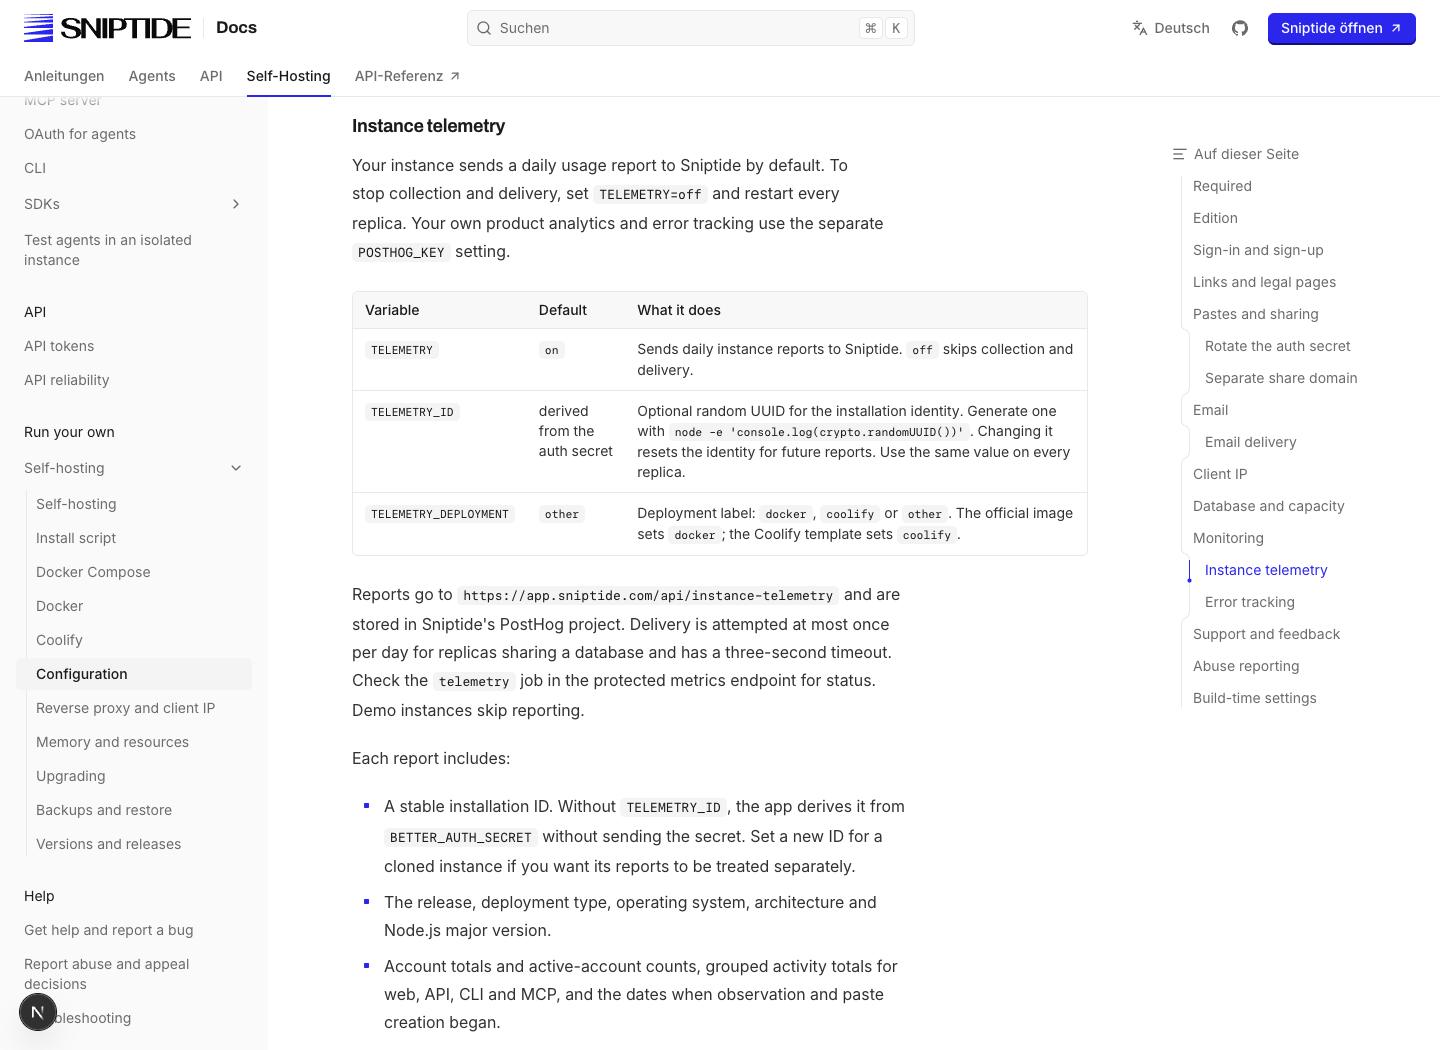 SNIPTIDE Docs
Suchen
⌘ K
Deutsch
Sniptide öffnen
Anleitungen
Agents
API
Self-Hosting
API-Referenz
MCP server
OAuth for agents
CLI
SDKs
Test agents in an isolated
instance
API
API tokens
API reliability
Run your own
Self-hosting
Self-hosting
Install script
Docker Compose
Docker
Coolify
Configuration
Reverse proxy and client IP
Memory and resources
Upgrading
Backups and restore
Versions and releases
Help
Get help and report a bug
Report abuse and appeal
decisions
bleshooting
N
Instance telemetry
Your instance sends a daily usage report to Sniptide by default. To
stop collection and delivery, set TELEMETRY=off and restart every
replica. Your own product analytics and error tracking use the separate
POSTHOG_KEY setting.
Variable Default What it does
TELEMETRY on Sends daily instance reports to Sniptide. off skips collection and
delivery.
TELEMETRY_ID derived Optional random UUID for the installation identity. Generate one
from the with node -e 'console.log(crypto.randomUUID())'. Changing it
auth secret resets the identity for future reports. Use the same value on every
replica.
TELEMETRY_DEPLOYMENT other Deployment label: docker, coolify or other. The official image
sets docker; the Coolify template sets coolify.
Reports go to https://app.sniptide.com/api/instance-telemetry and are
stored in Sniptide's PostHog project. Delivery is attempted at most once
per day for replicas sharing a database and has a three-second timeout.
Check the telemetry job in the protected metrics endpoint for status.
Demo instances skip reporting.
Each report includes:
A stable installation ID. Without TELEMETRY_ID, the app derives it from
BETTER_AUTH_SECRET without sending the secret. Set a new ID for a
cloned instance if you want its reports to be treated separately.
The release, deployment type, operating system, architecture and
Node.js major version.
Account totals and active-account counts, grouped activity totals for
web, API, CLI and MCP, and the dates when observation and paste
creation began.
Auf dieser Seite
Required
Edition
Sign-in and sign-up
Links and legal pages
Pastes and sharing
Rotate the auth secret
Separate share domain
Email
Email delivery
Client IP
Database and capacity
Monitoring
Instance telemetry
Error tracking
Support and feedback
Abuse reporting
Build-time settings